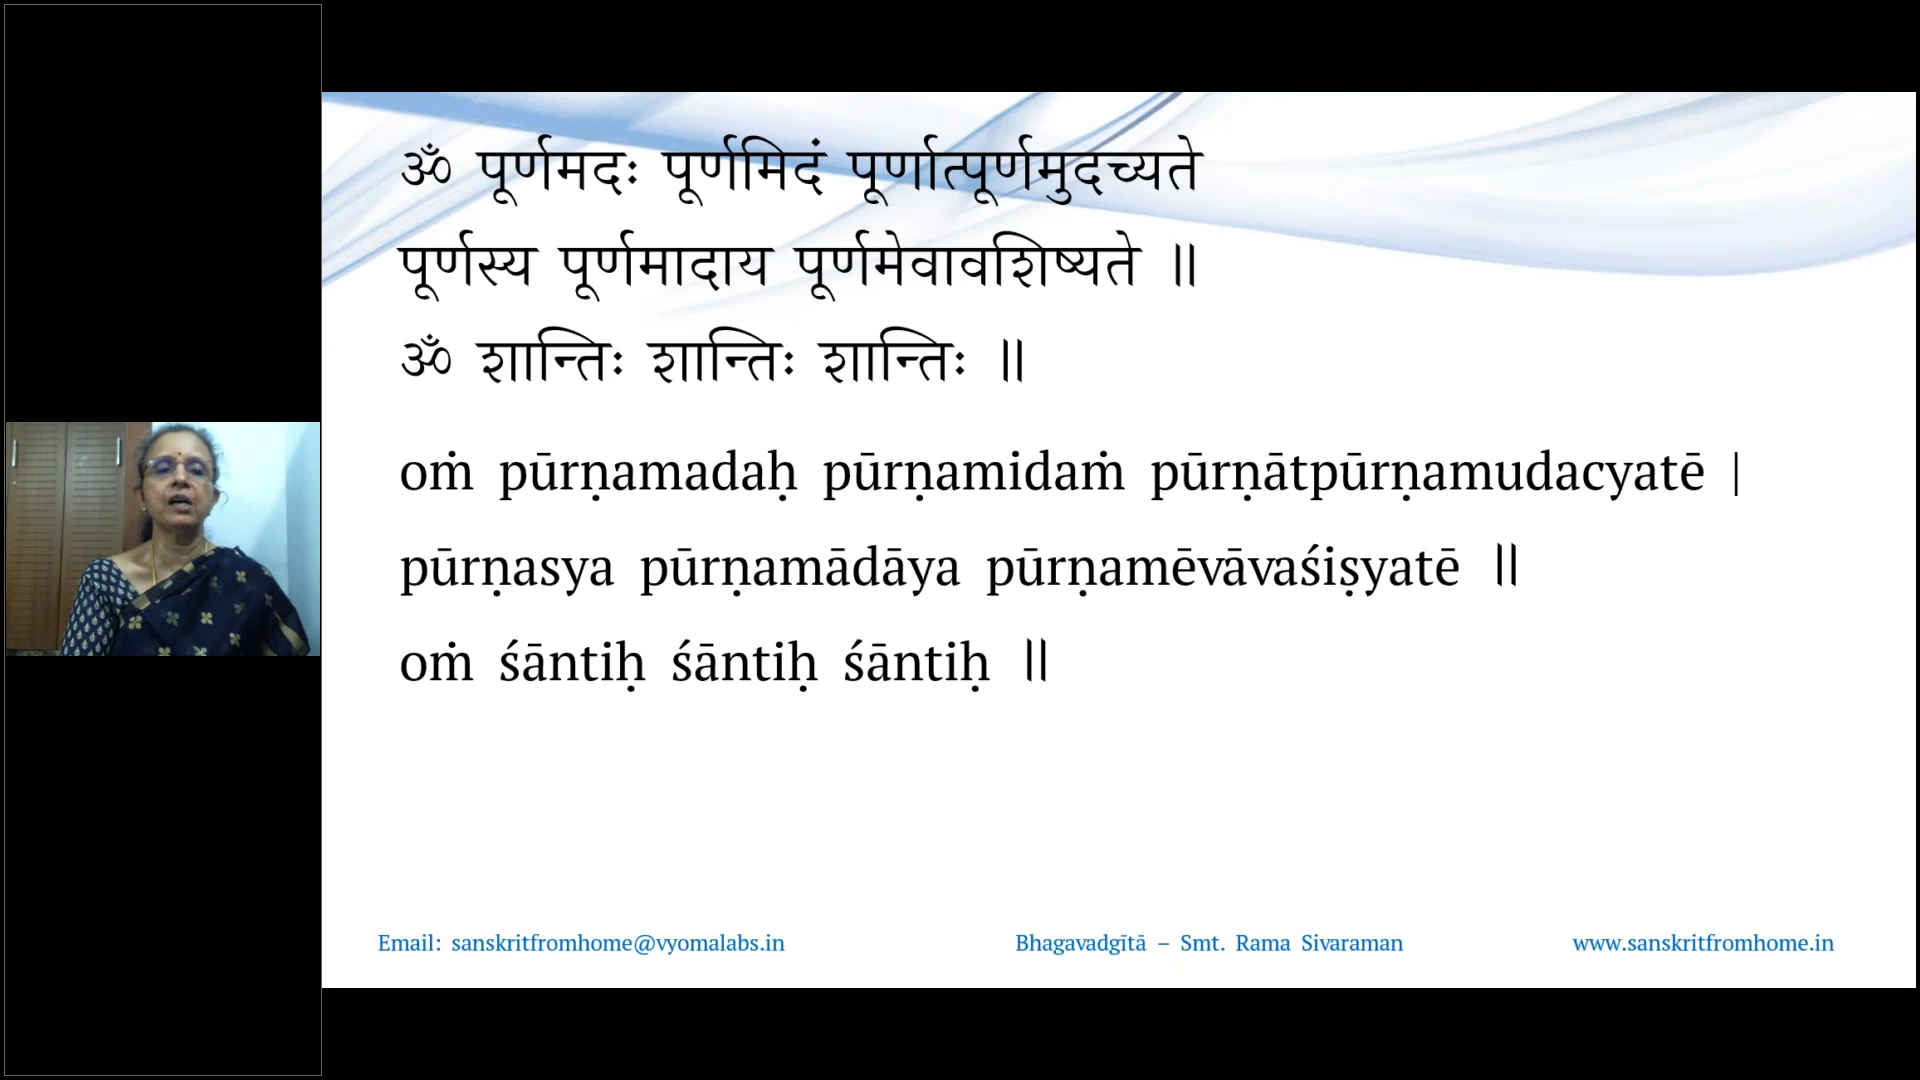 ॐ पूर्णमदः पूर्णमिदं पूर्णात्पूर्णमुदच्यते
पूर्णस्य पूर्णमादाय पूर्णमेवावशिष्यते ॥
ॐ शान्तिः शान्तिः शान्तिः ॥
oṁ pūrṇamadaḥ pūrṇamidaṁ pūrṇātpūrṇamudacyatē |
pūrṇasya pūrṇamādāya pūrṇamēvāvaśiṣyatē ॥
oṁ śāntiḥ śāntiḥ śāntiḥ ॥
Email: sanskritfromhome@vyomalabs.in Bhagavadgītā – Smt. Rama Sivaraman www.sanskritfromhome.in